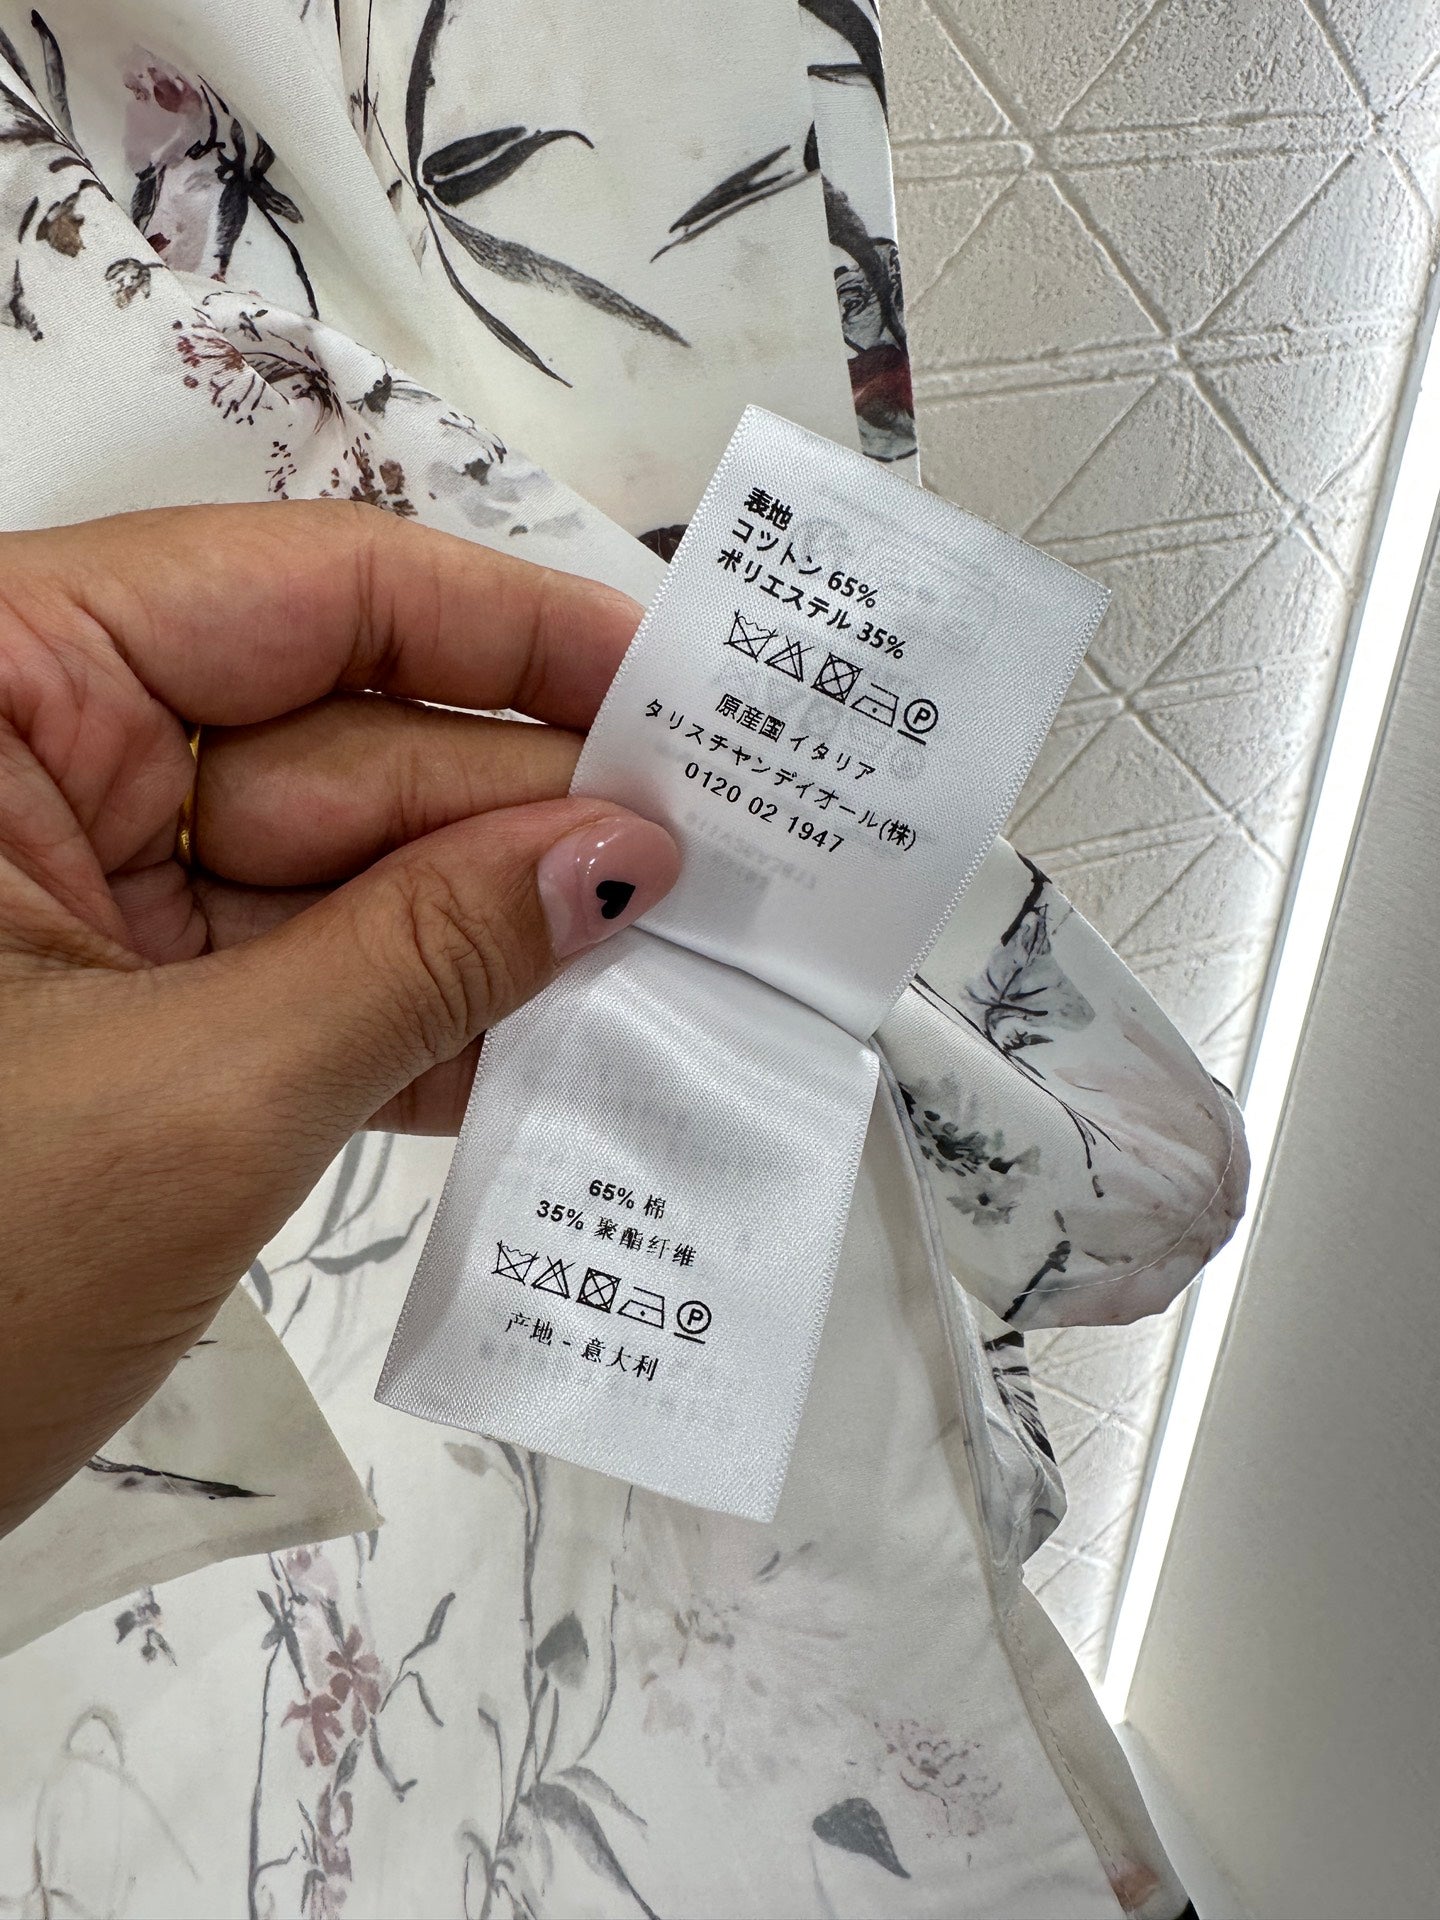 表地
コットン 65%
ポリエステル 35%
P
原産国 イタリア
タリスチャンディオール(株)
0120 02 1947
65% 棉
35% 聚酯纤维
P
产地 - 意大利